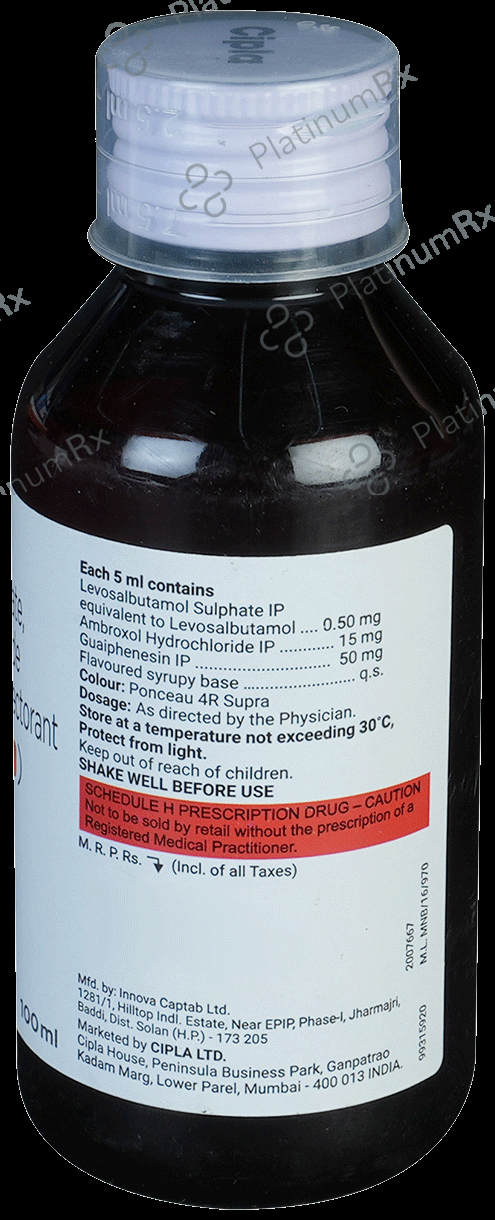 Cipla
7.5 ml
PlatinumRx
PlatinumRx
PlatinumRx
PlatinumRx
Each 5 ml contains
Levosalbutamol Sulphate IP
equivalent to Levosalbutamol .... 0.50 mg
Ambroxol Hydrochloride IP ............ 15 mg
Guaiphenesin IP .............................. 50 mg
Flavoured syrupy base ........................ q.s.
Colour: Ponceau 4R Supra
Dosage: As directed by the Physician.
Store at a temperature not exceeding 30°C,
Protect from light.
Keep out of reach of children.
SHAKE WELL BEFORE USE
SCHEDULE H PRESCRIPTION DRUG – CAUTION
Not to be sold by retail without the prescription of a
Registered Medical Practitioner.
M. R. P. Rs. (Incl. of all Taxes)
100ml
Mfd. by: Innova Captab Ltd.
1281/1, Hilltop Indl. Estate, Near EPIP, Phase-I, Jharmajri,
Baddi, Dist. Solan (H.P.) - 173 205
Marketed by CIPLA LTD.
Cipla House, Peninsula Business Park, Ganpatrao
Kadam Marg, Lower Parel, Mumbai - 400 013 INDIA.
2007667
M.L. MNB/16/970
99315920